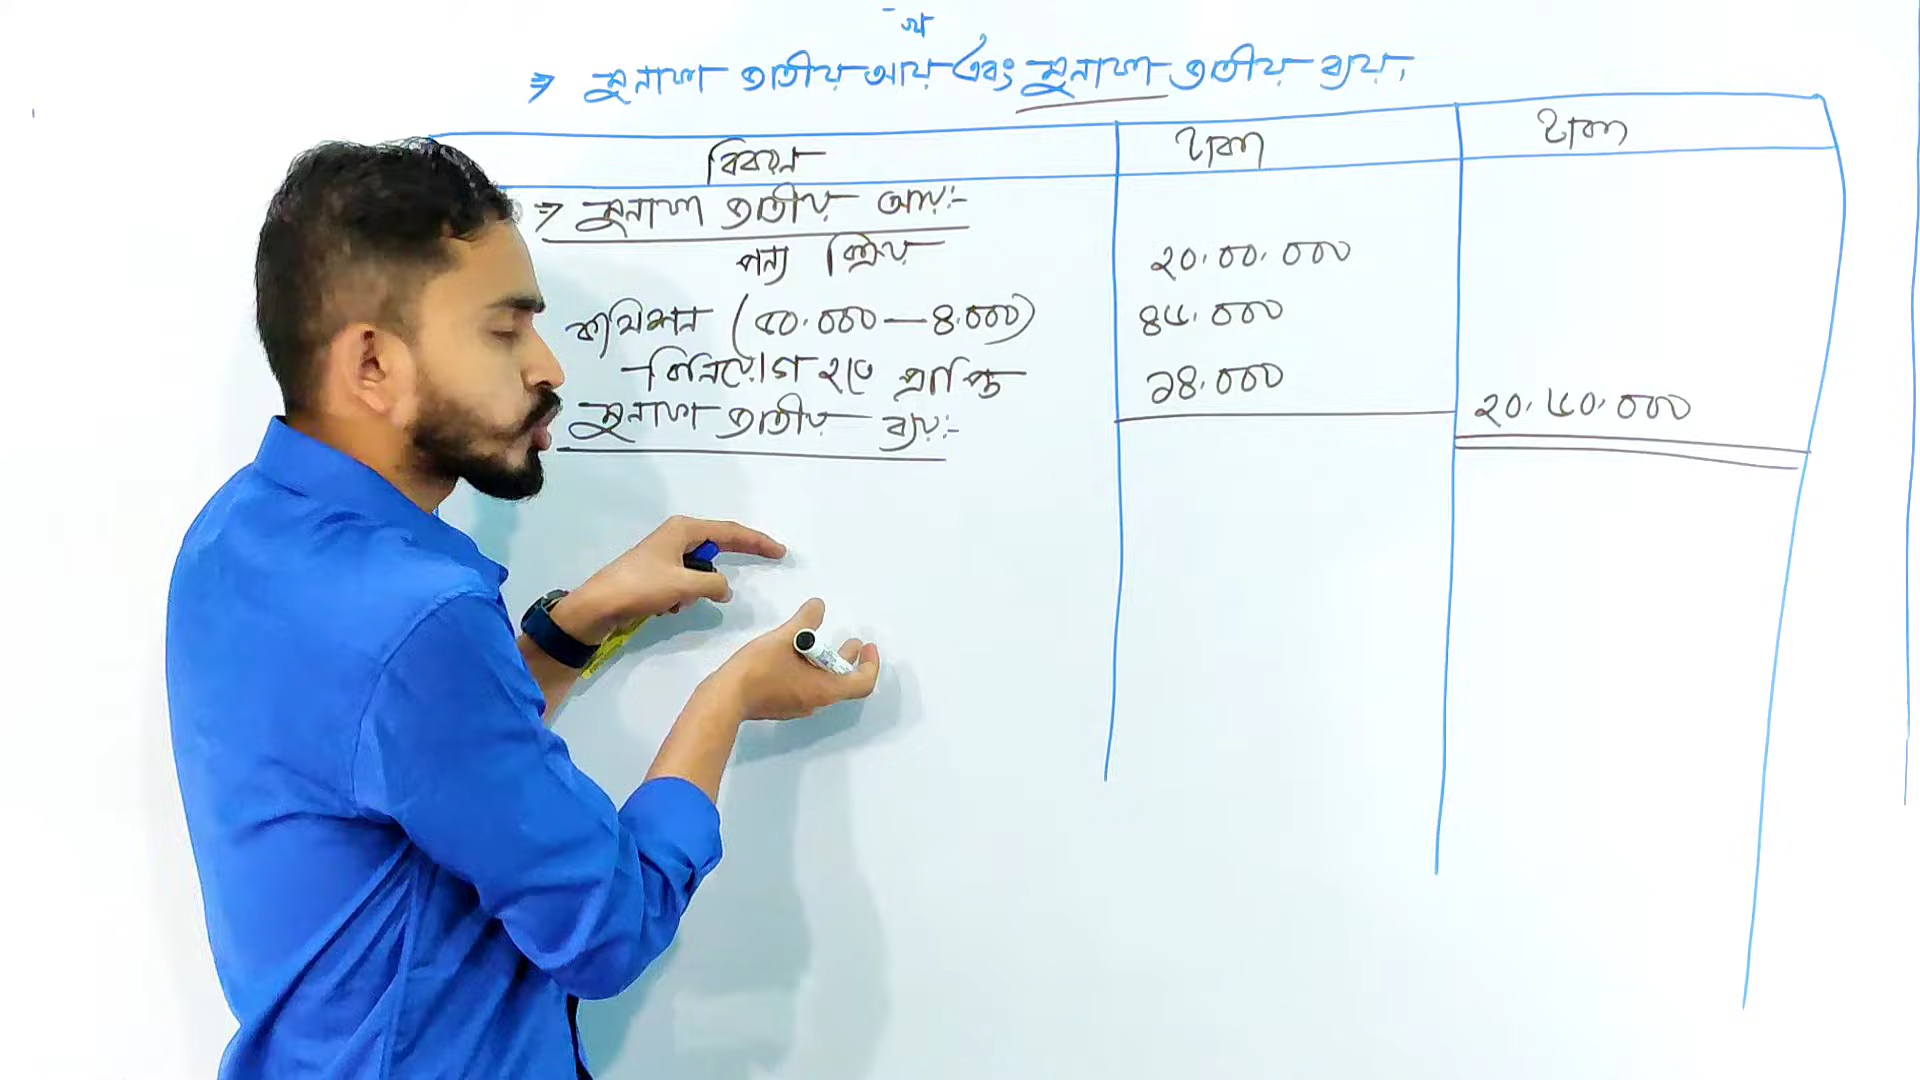 খ
⇒ মুনাফা জাতীয় আয় এবং মুনাফা জাতীয় ব্যয়,
বিবরণ টাকা টাকা
⇒ মুনাফা জাতীয় আয়:-
পন্য বিক্রয় ২০,০০,০০০
কমিশন (৫০,০০০—৪,০০০) ৪৬,০০০
বিনিয়োগ হতে প্রাপ্তি ১৪,০০০ ২০,৬০,০০০
মুনাফা জাতীয় ব্যয়:-